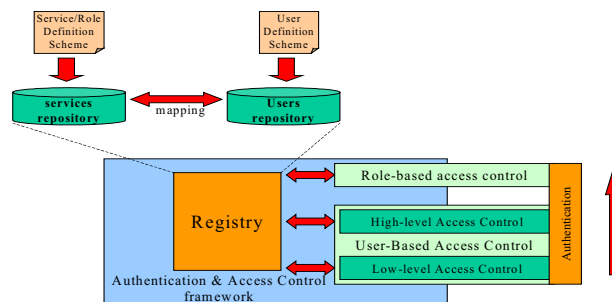 Service/Role
Definition
Scheme
User
Definition
Scheme
services
repository
mapping
Users
repository
Role-based access control
Registry
High-level Access Control
User-Based Access Control
Low-level Access Control
Authentication
Authentication & Access Control
framework